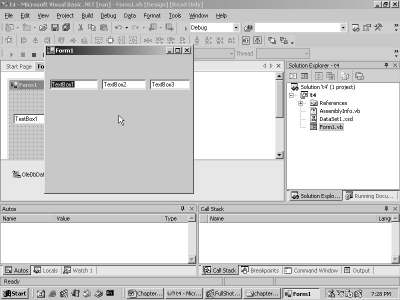 t4 - Microsoft Visual Basic .NET [run] - Form1.vb [Design] [Read Only]
File Edit View Project Build Debug Data Format Tools Window Help
Debug
Thread
Start Page
Form1
Solution Explorer - t4
Solution 't4' (1 project)
t4
References
AssemblyInfo.vb
DataSet1.xsd
Form1.vb
Form1
TextBox1 TextBox2 TextBox3
TextBox1
OleDbDat
Solution Explo... Running Docu...
Autos
Name Value Type
Autos Locals Watch 1
Call Stack
Name Lang
Call Stack Breakpoints Command Window Output
Ready
Start Chapter... t4 - Micr... FullShot... chapter... Form1 7:28 PM